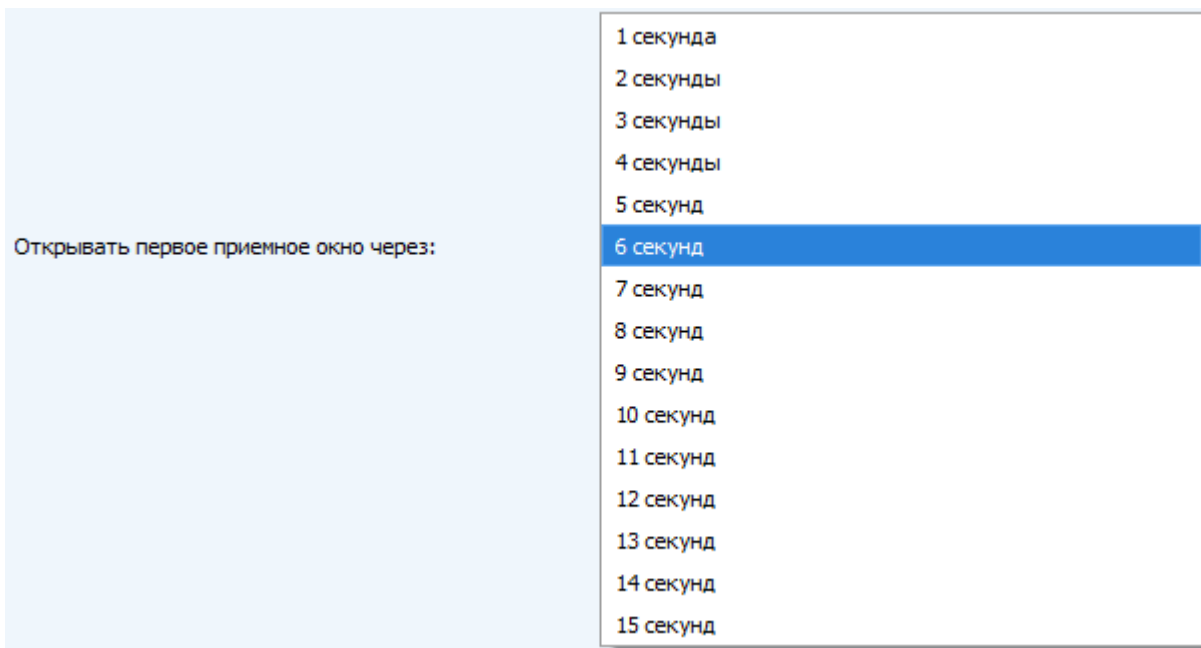 1 секунда
2 секунды
3 секунды
4 секунды
5 секунд
Открывать первое приемное окно через:
6 секунд
7 секунд
8 секунд
9 секунд
10 секунд
11 секунд
12 секунд
13 секунд
14 секунд
15 секунд